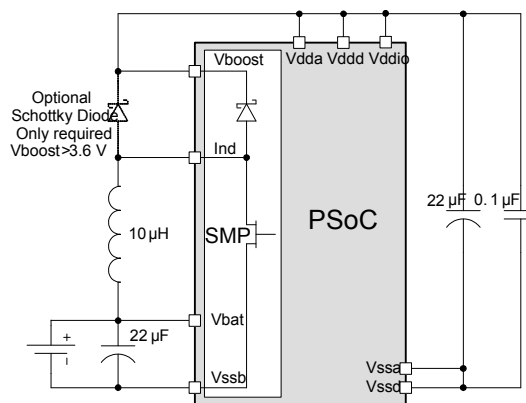 Vdda Vddd Vddio
Vboost
Optional
Schottky Diode
Only required
Vboost>3.6 V
Ind
22 µF 0. 1 µF
PSoC
10 µH
SMP
Vbat
22 µF
+
–
Vssa
Vssb
Vssd